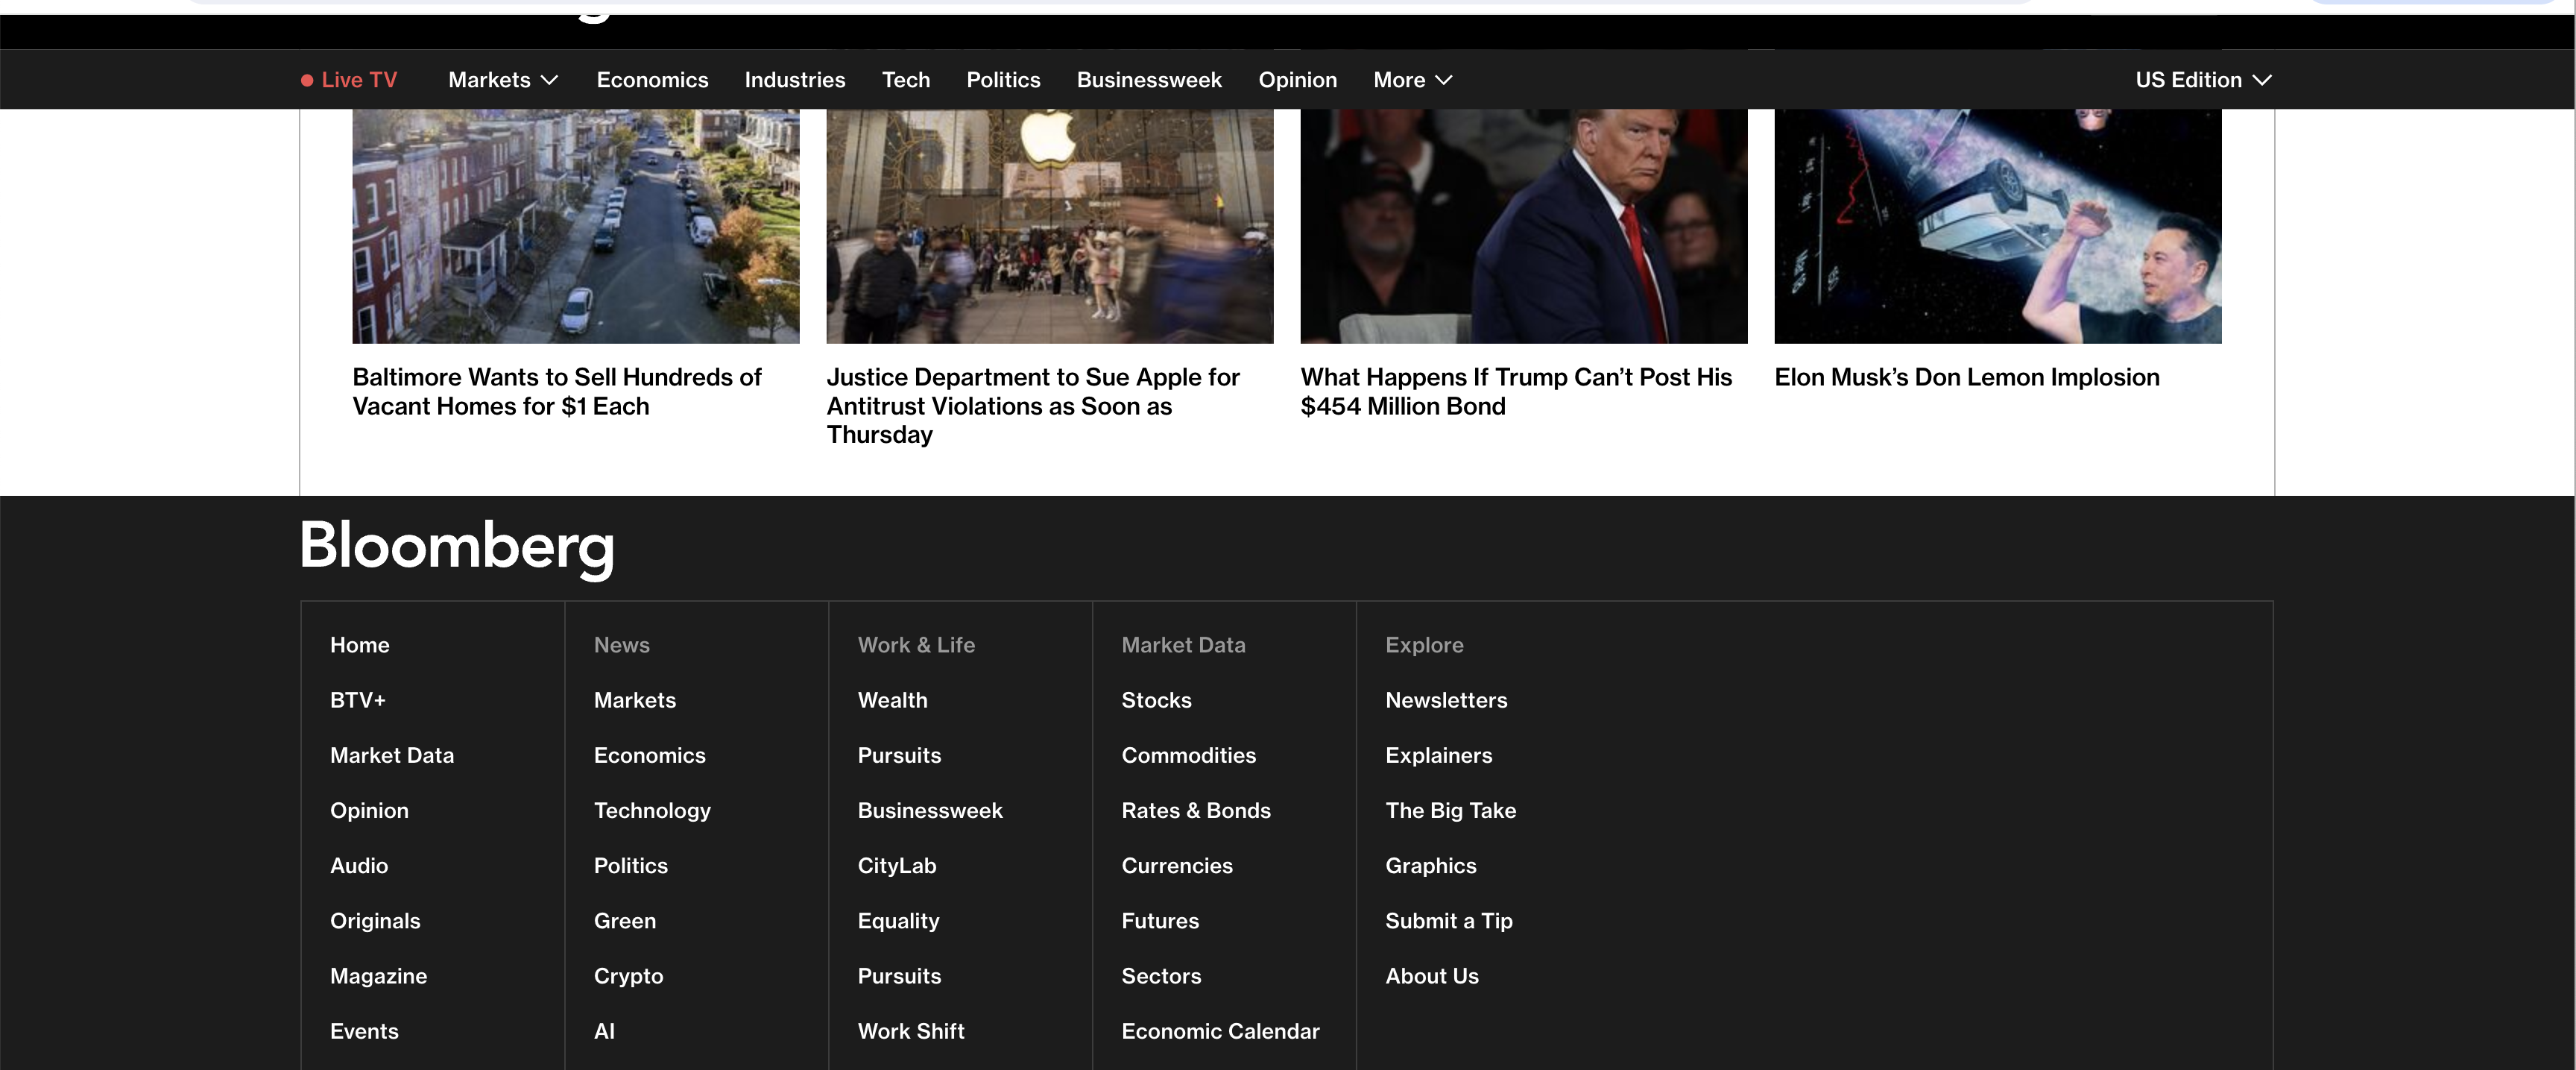 Live TV Markets Economics Industries Tech Politics Businessweek Opinion More US Edition
Baltimore Wants to Sell Hundreds of
Vacant Homes for $1 Each
Justice Department to Sue Apple for
Antitrust Violations as Soon as
Thursday
What Happens If Trump Can’t Post His
$454 Million Bond
Elon Musk’s Don Lemon Implosion
Bloomberg
Home
BTV+
Market Data
Opinion
Audio
Originals
Magazine
Events
News
Markets
Economics
Technology
Politics
Green
Crypto
AI
Work & Life
Wealth
Pursuits
Businessweek
CityLab
Equality
Pursuits
Work Shift
Market Data
Stocks
Commodities
Rates & Bonds
Currencies
Futures
Sectors
Economic Calendar
Explore
Newsletters
Explainers
The Big Take
Graphics
Submit a Tip
About Us